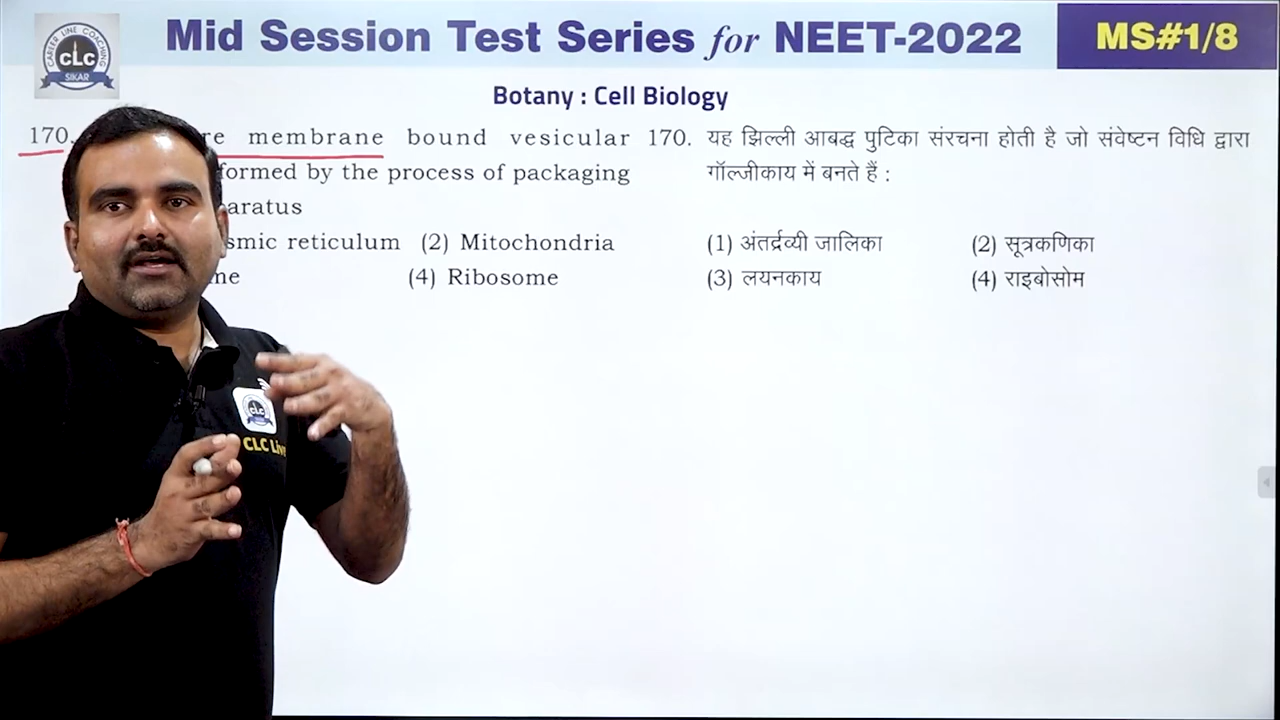 Mid Session Test Series for NEET-2022
MS#1/8
CAREER LINE COACHING
CLC
SIKAR
Botany : Cell Biology
170. re membrane bound vesicular
formed by the process of packaging
aratus
smic reticulum (2) Mitochondria
me (4) Ribosome
170. यह झिल्ली आबद्ध पुटिका संरचना होती है जो संवेष्टन विधि द्वारा
गॉल्जीकाय में बनते हैं :
(1) अंतर्द्रव्यी जालिका (2) सूत्रकणिका
(3) लयनकाय (4) राइबोसोम
CLC
CLC Live